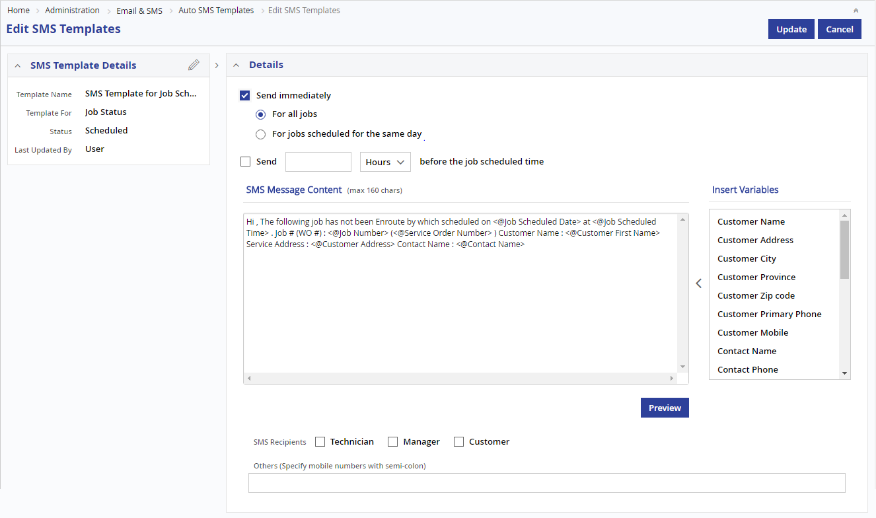 Home > Administration > Email & SMS > Auto SMS Templates > Edit SMS Templates
Edit SMS Templates
Update
Cancel
SMS Template Details
Template Name SMS Template for Job Sch...
Template For Job Status
Status Scheduled
Last Updated By User
Details
Send immediately
For all jobs
For jobs scheduled for the same day
Send Hours before the job scheduled time
SMS Message Content (max 160 chars)
Hi , The following job has not been Enroute by which scheduled on <@Job Scheduled Date> at <@Job Scheduled
Time> . Job # (WO #) : <@Job Number> (<@Service Order Number> ) Customer Name : <@Customer First Name>
Service Address : <@Customer Address> Contact Name : <@Contact Name>
Insert Variables
Customer Name
Customer Address
Customer City
Customer Province
Customer Zip code
Customer Primary Phone
Customer Mobile
Contact Name
Contact Phone
Preview
SMS Recipients Technician Manager Customer
Others (Specify mobile numbers with semi-colon)